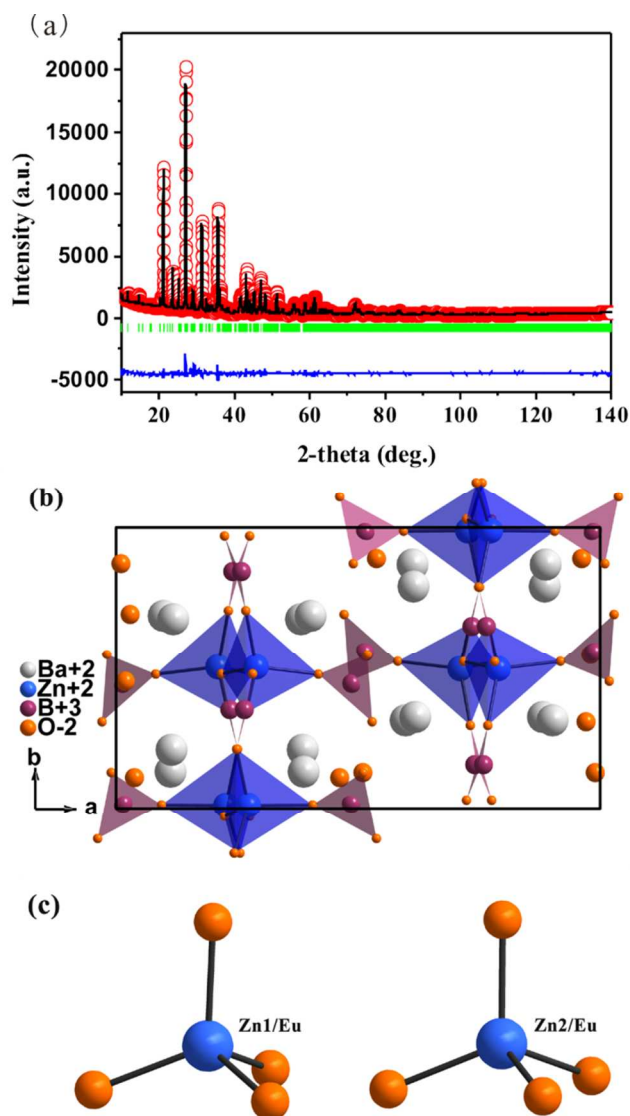 (a)
20000
15000
10000
5000
0
-5000
Intensity (a.u.)
20 40 60 80 100 120 140
2-theta (deg.)
(b)
Ba+2
Zn+2
B+3
O-2
b
a
(c)
Zn1/Eu
Zn2/Eu